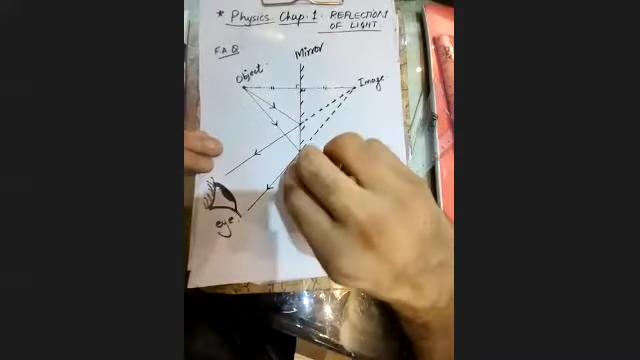 * Physics Chap. 1 REFLECTION
OF LIGHT.
F.A.Q
Mirror
Object
Image
eye.